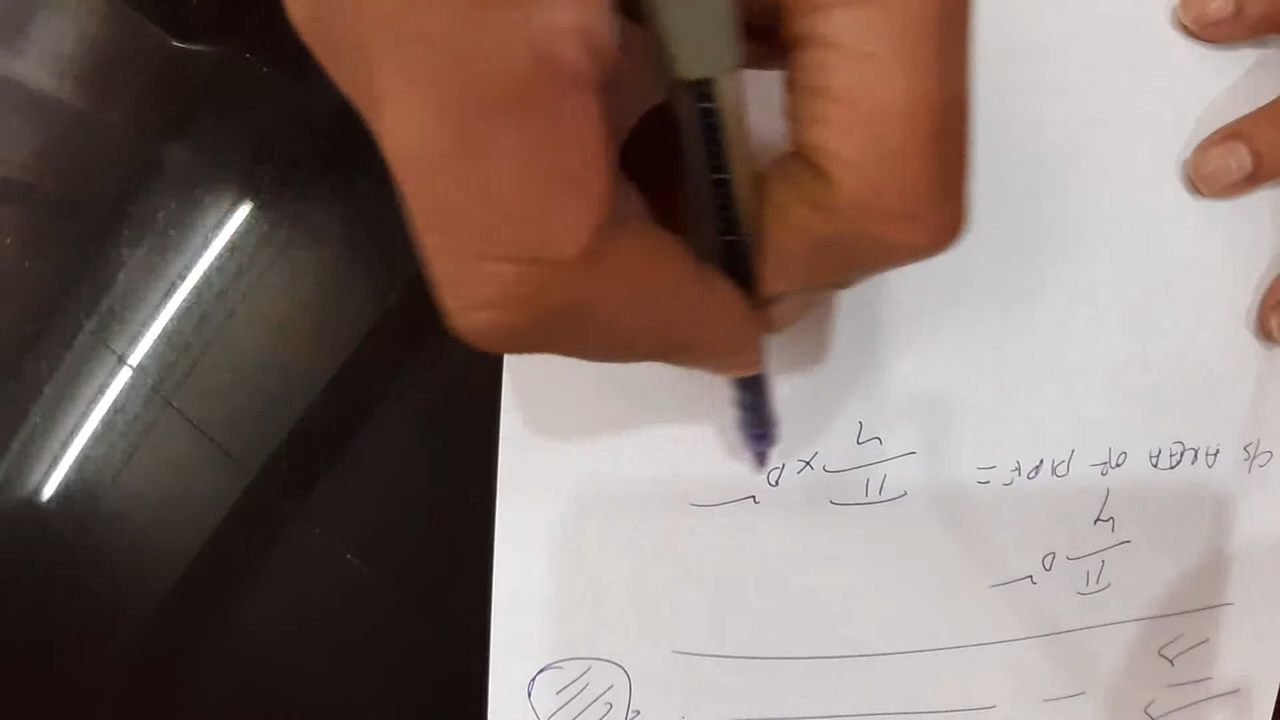 π/4 D²
C/s AREA OF PIPE = π/4 × D²